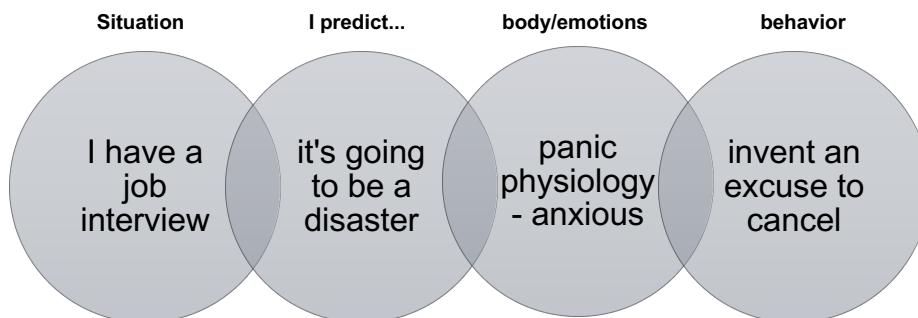 Situation
I predict...
body/emotions
behavior
I have a
job
interview
it's going
to be a
disaster
panic
physiology
- anxious
invent an
excuse to
cancel